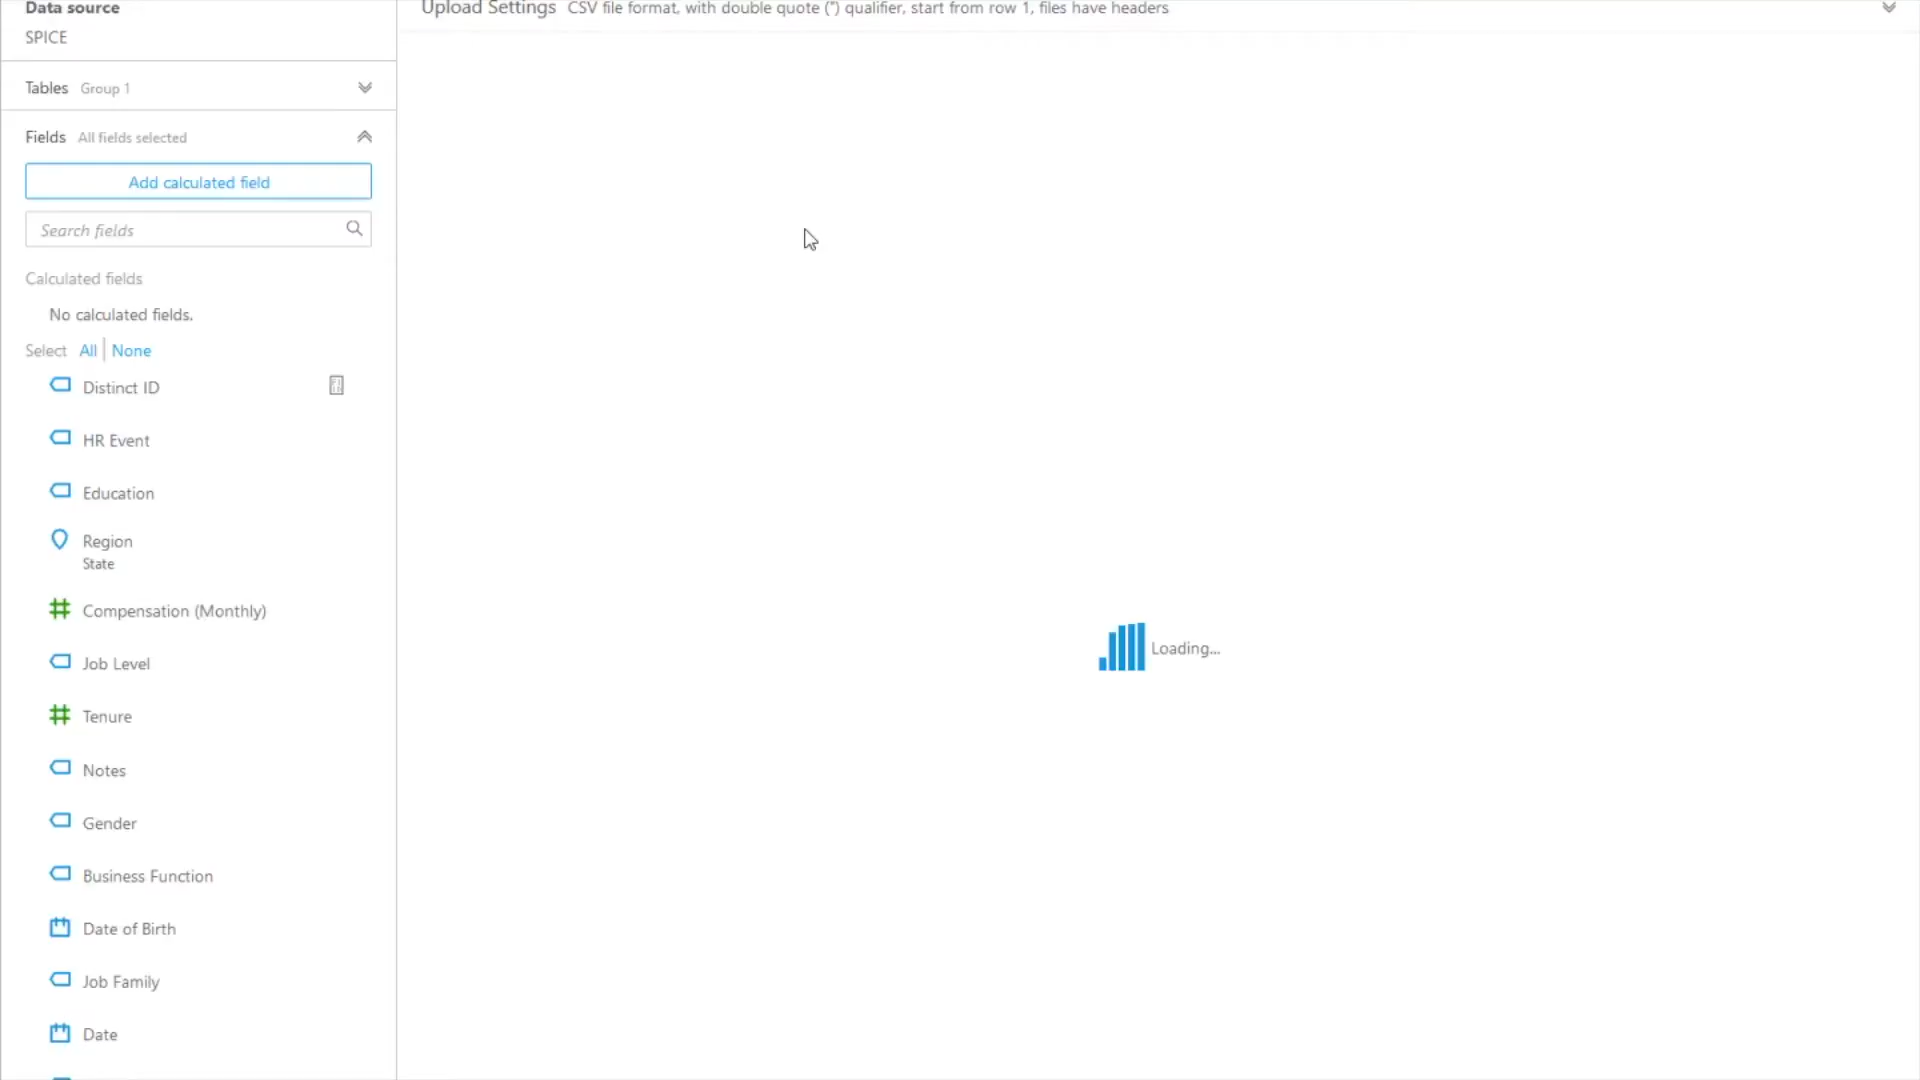 Data source
SPICE
Tables Group 1
Fields All fields selected
Add calculated field
Search fields
Calculated fields
No calculated fields.
Select All None
Distinct ID
HR Event
Education
Region
State
Compensation (Monthly)
Job Level
Tenure
Notes
Gender
Business Function
Date of Birth
Job Family
Date
Upload Settings CSV file format, with double quote (") qualifier, start from row 1, files have headers
Loading...